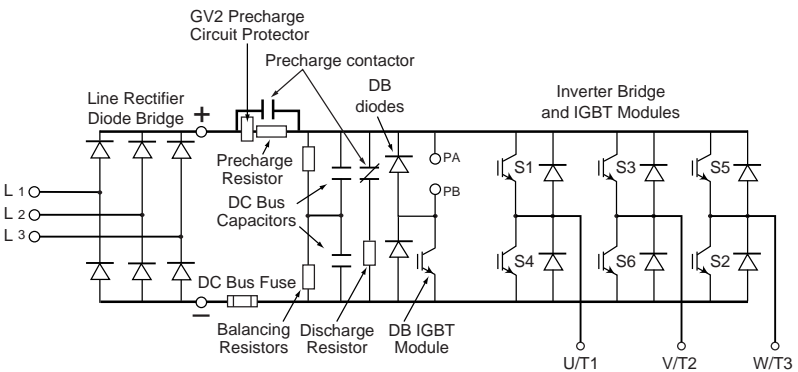 GV2 Precharge
Circuit Protector
Precharge contactor
DB
diodes
Line Rectifier
Diode Bridge
+
Inverter Bridge
and IGBT Modules
Precharge
Resistor
PA
S1
S3
S5
L 1
L 2
L 3
PB
DC Bus
Capacitors
S4
S6
S2
DC Bus Fuse
−
Balancing
Resistors
Discharge
Resistor
DB IGBT
Module
U/T1
V/T2
W/T3